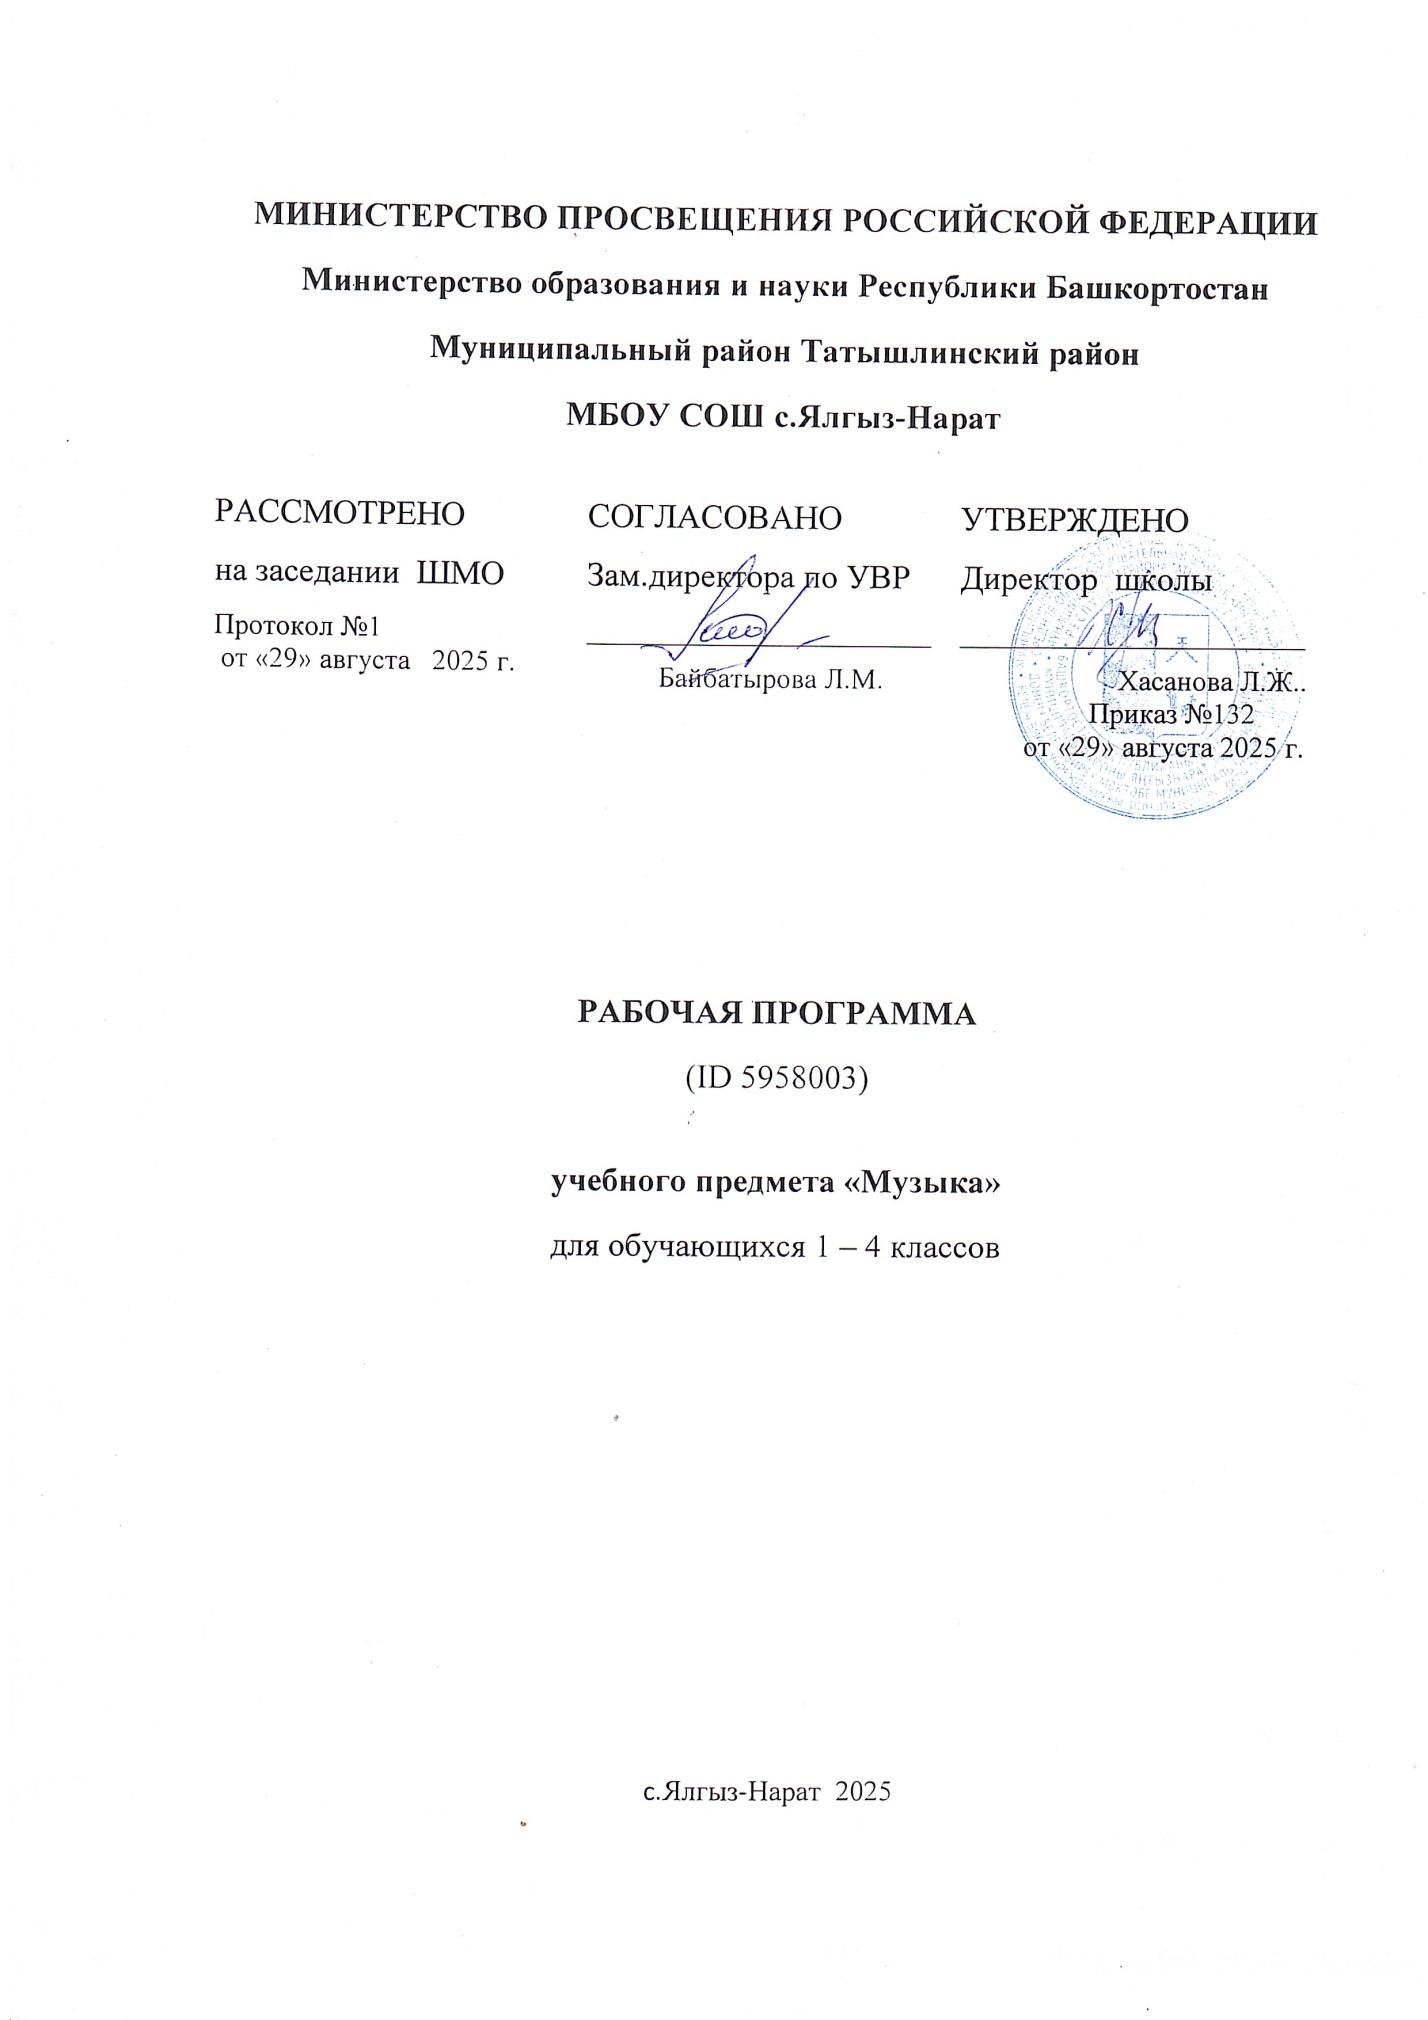 МИНИСТЕРСТВО ПРОСВЕЩЕНИЯ РОССИЙСКОЙ ФЕДЕРАЦИИ
Министерство образования и науки Республики Башкортостан
Муниципальный район Татышлинский район
МБОУ СОШ с.Ялгыз-Нарат
РАССМОТРЕНО
на заседании ШМО
Протокол №1
от «29» августа 2025 г.
СОГЛАСОВАНО
Зам.директора по УВР
Байбатырова Л.М.
УТВЕРЖДЕНО
Директор школы
Хасанова Л.Ж..
Приказ №132
от «29» августа 2025 г.
РАБОЧАЯ ПРОГРАММА
(ID 5958003)
учебного предмета «Музыка»
для обучающихся 1 – 4 классов
с.Ялгыз-Нарат 2025